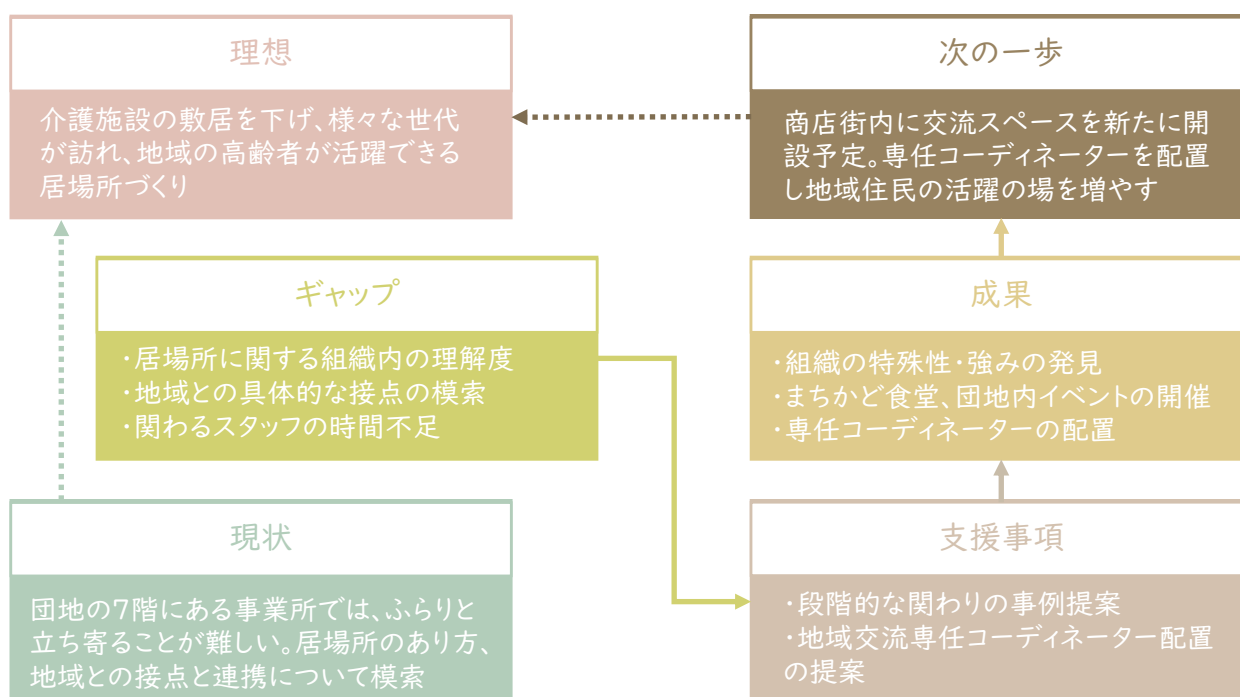 理想
介護施設の敷居を下げ、様々な世代
が訪れ、地域の高齢者が活躍できる
居場所づくり
次の一歩
商店街内に交流スペースを新たに開
設予定。専任コーディネーターを配置
し地域住民の活躍の場を増やす
ギャップ
・居場所に関する組織内の理解度
・地域との具体的な接点の模索
・関わるスタッフの時間不足
成果
・組織の特殊性・強みの発見
・まちかど食堂、団地内イベントの開催
・専任コーディネーターの配置
現状
団地の7階にある事業所では、ふらりと
立ち寄ることが難しい。居場所のあり方、
地域との接点と連携について模索
支援事項
・段階的な関わりの事例提案
・地域交流専任コーディネーター配置
の提案